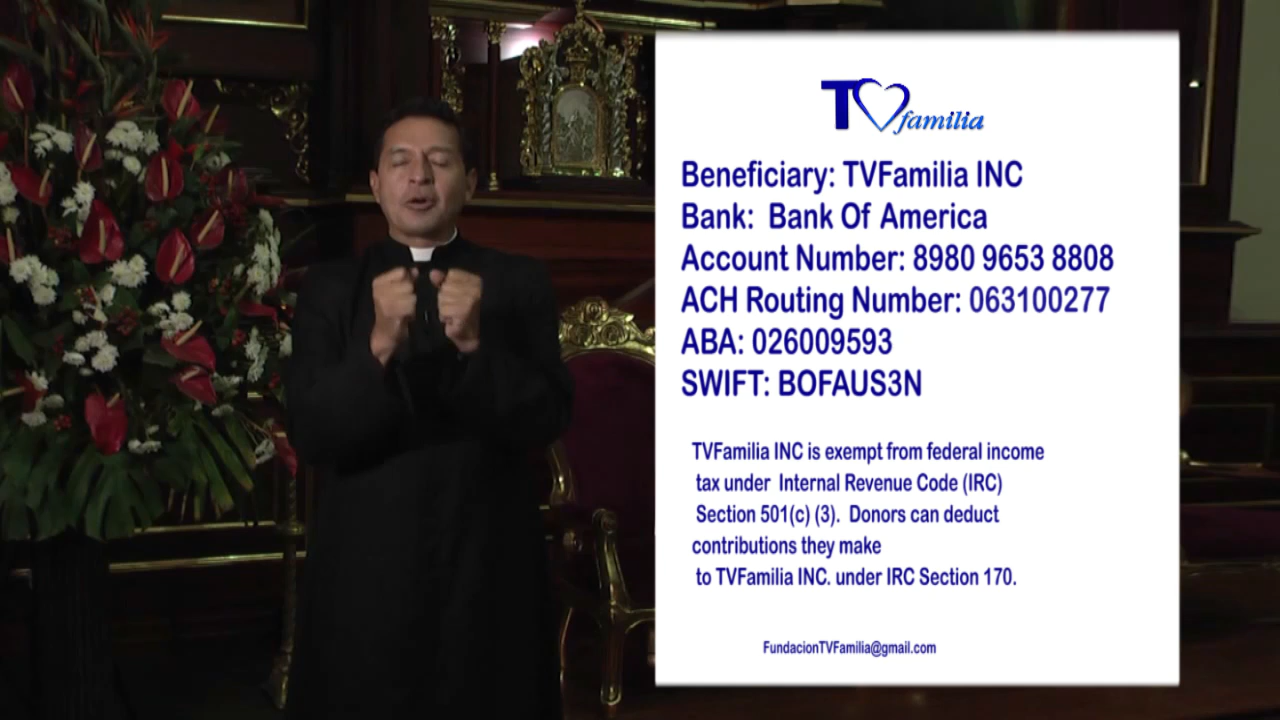 TV familia
Beneficiary: TVFamilia INC
Bank: Bank Of America
Account Number: 8980 9653 8808
ACH Routing Number: 063100277
ABA: 026009593
SWIFT: BOFAUS3N
TVFamilia INC is exempt from federal income
tax under Internal Revenue Code (IRC)
Section 501(c) (3). Donors can deduct
contributions they make
to TVFamilia INC. under IRC Section 170.
FundacionTVFamilia@gmail.com